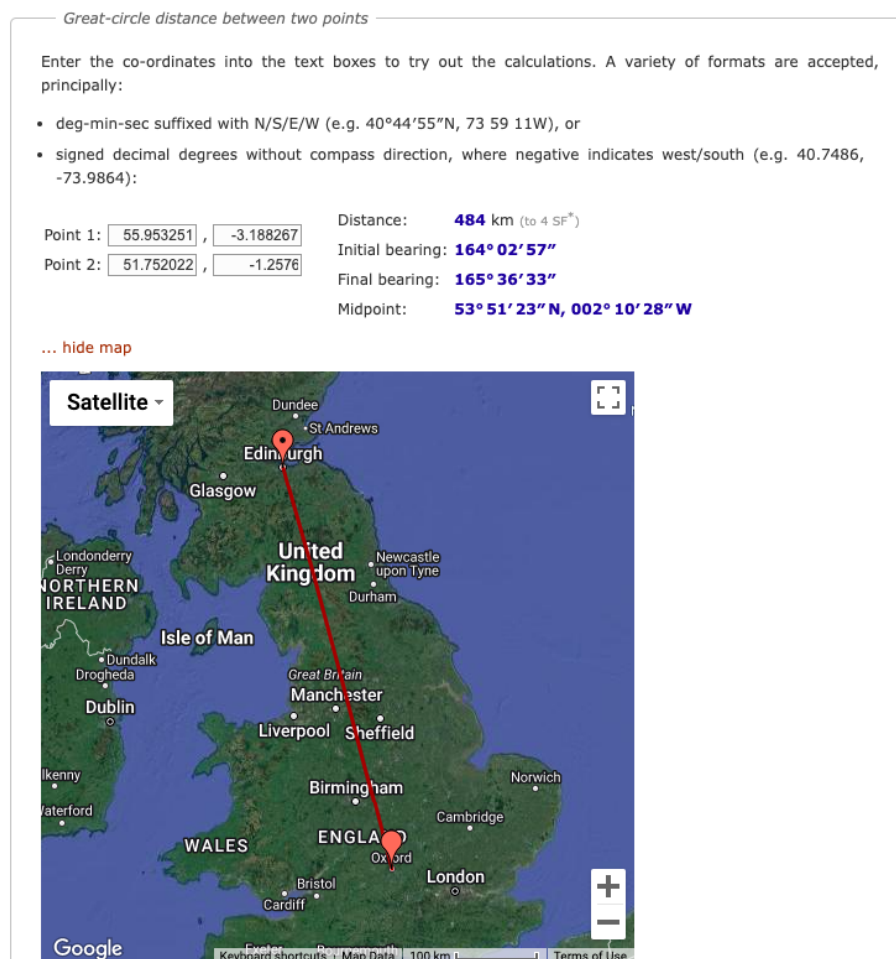 Great-circle distance between two points
Enter the co-ordinates into the text boxes to try out the calculations. A variety of formats are accepted,
principally:
• deg-min-sec suffixed with N/S/E/W (e.g. 40°44′55″N, 73 59 11W), or
• signed decimal degrees without compass direction, where negative indicates west/south (e.g. 40.7486,
-73.9864):
Point 1: 55.953251 , -3.188267
Point 2: 51.752022 , -1.2576
Distance: 484 km (to 4 SF*)
Initial bearing: 164° 02′ 57″
Final bearing: 165° 36′ 33″
Midpoint: 53° 51′ 23″ N, 002° 10′ 28″ W
... hide map
Satellite
Dundee
St Andrews
Edinburgh
Glasgow
United
Kingdom
Newcastle
upon Tyne
Londonderry
Derry
NORTHERN
IRELAND
Durham
Isle of Man
Dundalk
Drogheda
Great Britain
Manchester
Dublin
Liverpool
Sheffield
lkenny
Norwich
Birmingham
aterford
Cambridge
ENGLAND
WALES
Oxford
London
Bristol
Cardiff
Google
Exeter
Bournemouth
Keyboard shortcuts
Map Data
100 km
Terms of Use